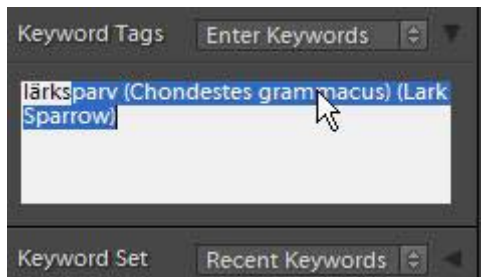 Keyword Tags Enter Keywords
lärksparv (Chondestes grammacus) (Lark
Sparrow)
Keyword Set Recent Keywords